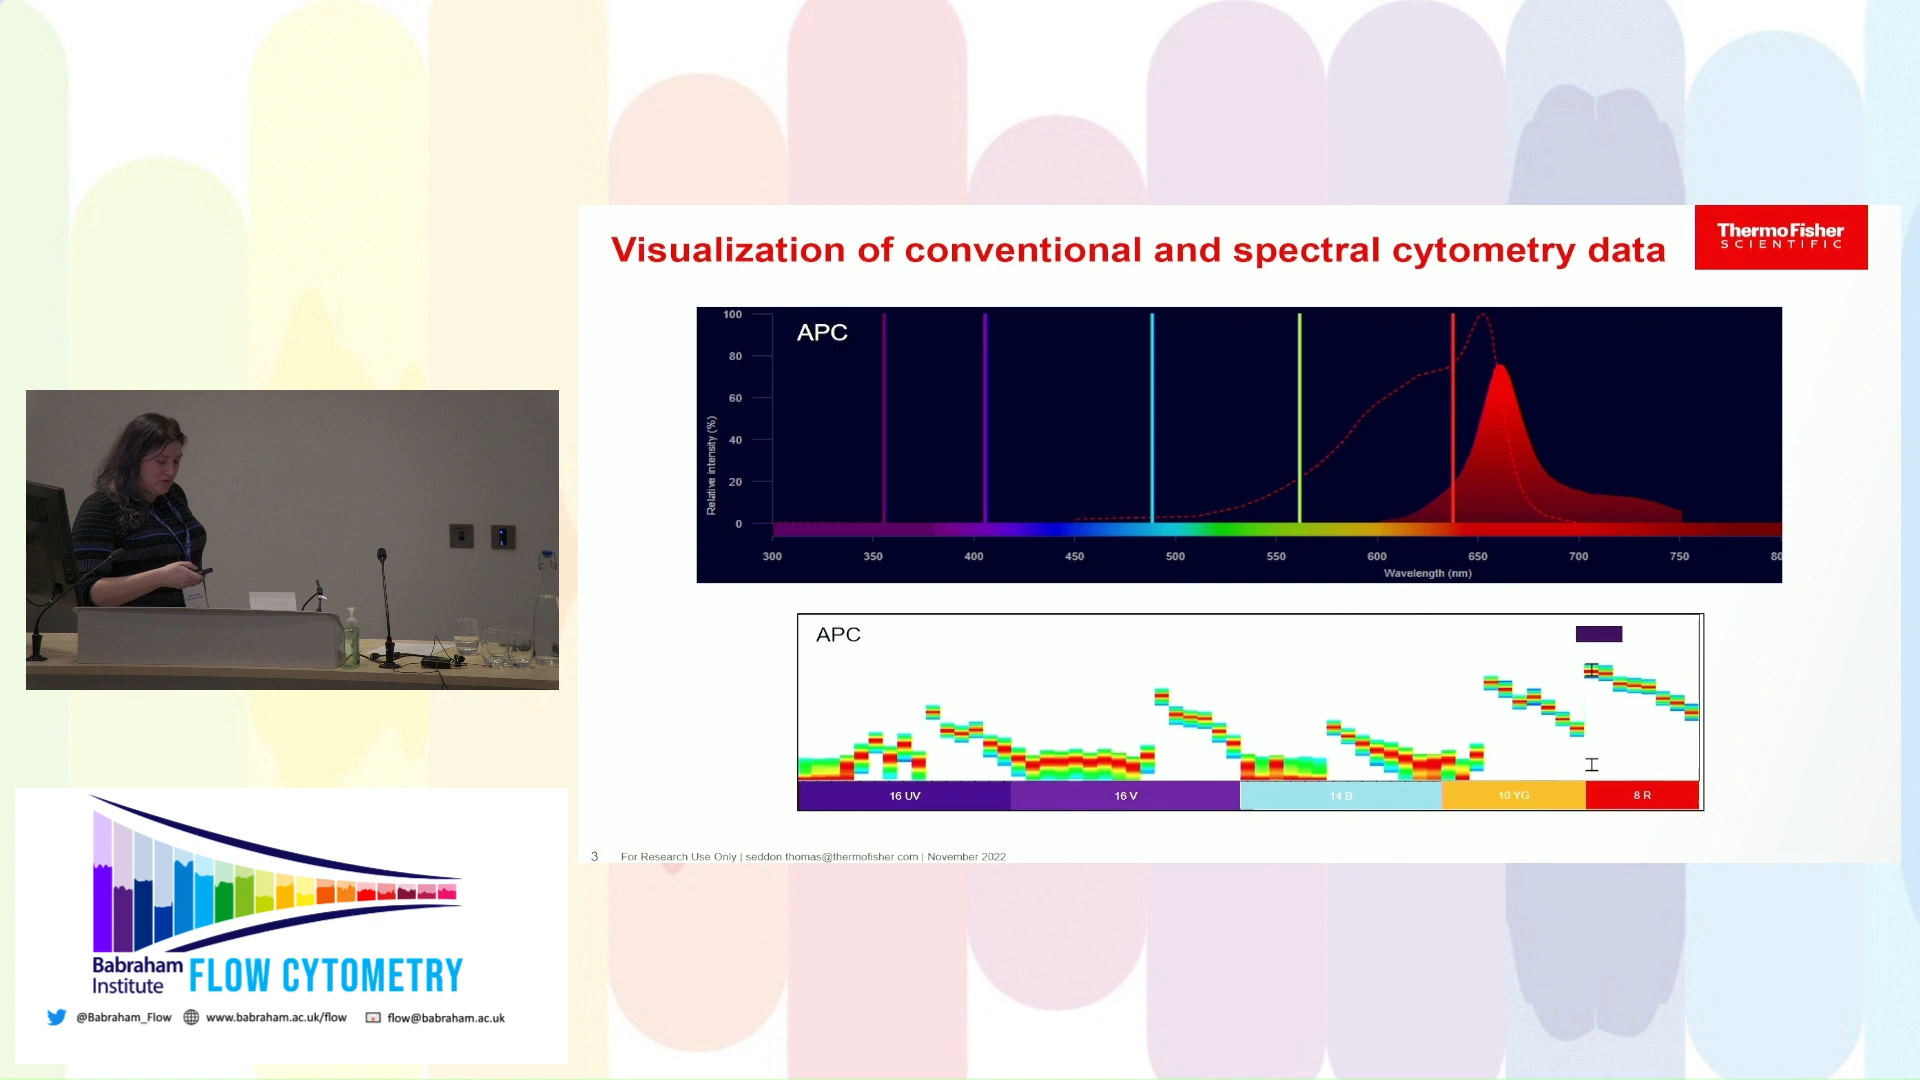 Visualization of conventional and spectral cytometry data
ThermoFisher
SCIENTIFIC
APC
100
80
60
40
20
0
Relative intensity (%)
300 350 400 450 500 550 600 650 700 750 80
Wavelength (nm)
APC
16 UV 16 V 14 B 10 YG 8 R
3 For Research Use Only | seddon.thomas@thermofisher.com | November 2022
Babraham
Institute
FLOW CYTOMETRY
@Babraham_Flow www.babraham.ac.uk/flow flow@babraham.ac.uk